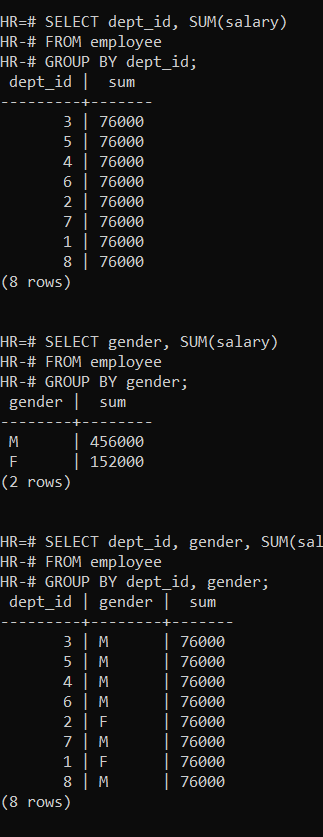 HR=# SELECT dept_id, SUM(salary)
HR-# FROM employee
HR-# GROUP BY dept_id;
 dept_id |  sum
---------+-------
       3 | 76000
       5 | 76000
       4 | 76000
       6 | 76000
       2 | 76000
       7 | 76000
       1 | 76000
       8 | 76000
(8 rows)
HR=# SELECT gender, SUM(salary)
HR-# FROM employee
HR-# GROUP BY gender;
 gender |  sum
--------+--------
 M      | 456000
 F      | 152000
(2 rows)
HR=# SELECT dept_id, gender, SUM(sal
HR-# FROM employee
HR-# GROUP BY dept_id, gender;
 dept_id | gender |  sum
---------+--------+-------
       3 | M      | 76000
       5 | M      | 76000
       4 | M      | 76000
       6 | M      | 76000
       2 | F      | 76000
       7 | M      | 76000
       1 | F      | 76000
       8 | M      | 76000
(8 rows)